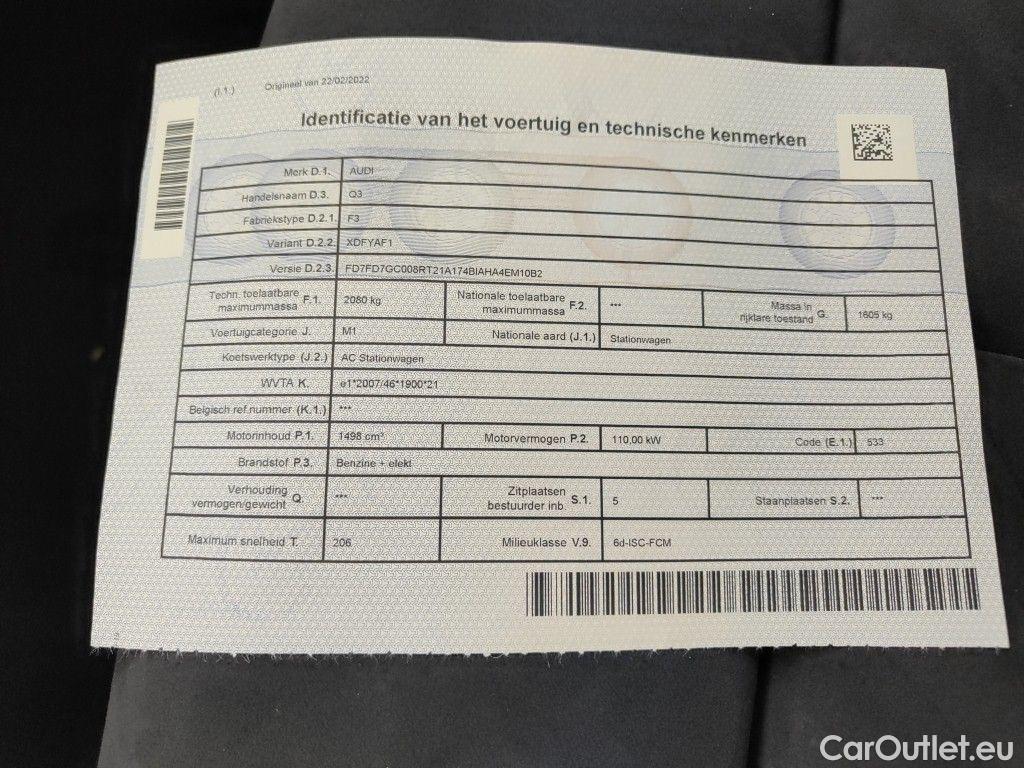 (I.1.) Origineel van 22/02/2022
Identificatie van het voertuig en technische kenmerken
Merk D.1. AUDI
Handelsnaam D.3. Q3
Fabriekstype D.2.1. F3
Variant D.2.2. XDFYAF1
Versie D.2.3. FD7FD7GC008RT21A174BIAHA4EM10B2
Techn. toelaatbare maximummassa F.1. 2080 kg Nationale toelaatbare maximummassa F.2. *** Massa in rijklare toestand G. 1605 kg
Voertuigcategorie J. M1 Nationale aard (J.1.) Stationwagen
Koetswerktype (J.2.) AC Stationwagen
WVTA K. e1*2007/46*1900*21
Belgisch ref.nummer (K.1.) ***
Motorinhoud P.1. 1498 cm³ Motorvermogen P.2. 110,00 kW Code (E.1.) 533
Brandstof P.3. Benzine + elekt
Verhouding vermogen/gewicht Q. *** Zitplaatsen bestuurder inb. S.1. 5 Staanplaatsen S.2. ***
Maximum snelheid T. 206 Milieuklasse V.9. 6d-ISC-FCM
CarOutlet.eu